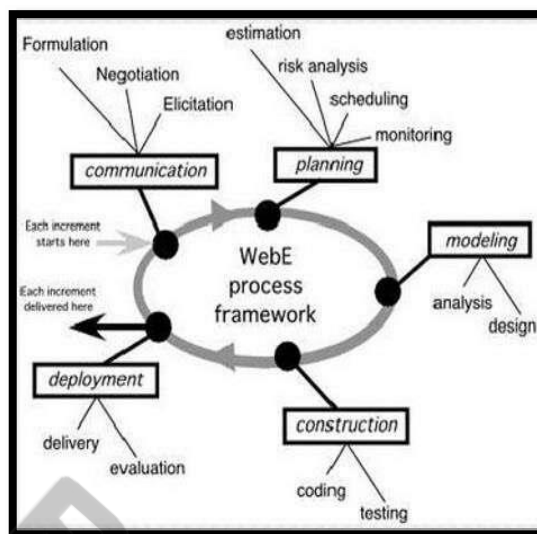 Formulation
Negotiation
Elicitation
communication
estimation
risk analysis
scheduling
monitoring
planning
Each increment
starts here
WebE
process
framework
modeling
analysis
design
Each increment
delivered here
deployment
delivery
evaluation
construction
coding
testing